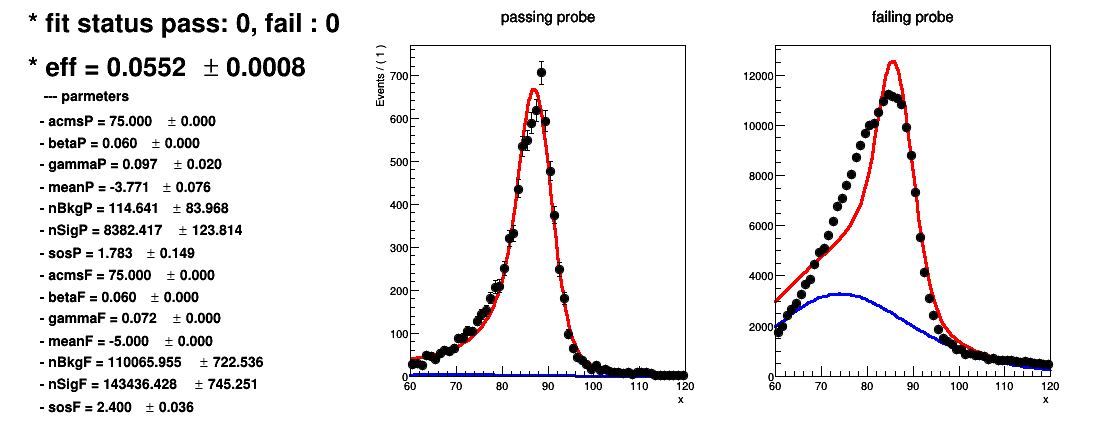 * fit status pass: 0, fail : 0
* eff = 0.0552 ± 0.0008
--- parmeters
- acmsP = 75.000 ± 0.000
- betaP = 0.060 ± 0.000
- gammaP = 0.097 ± 0.020
- meanP = -3.771 ± 0.076
- nBkgP = 114.641 ± 83.968
- nSigP = 8382.417 ± 123.814
- sosP = 1.783 ± 0.149
- acmsF = 75.000 ± 0.000
- betaF = 0.060 ± 0.000
- gammaF = 0.072 ± 0.000
- meanF = -5.000 ± 0.000
- nBkgF = 110065.955 ± 722.536
- nSigF = 143436.428 ± 745.251
- sosF = 2.400 ± 0.036
passing probe
Events / ( 1 )
700
600
500
400
300
200
100
0
60 70 80 90 100 110 120
x
failing probe
12000
10000
8000
6000
4000
2000
0
60 70 80 90 100 110 120
x